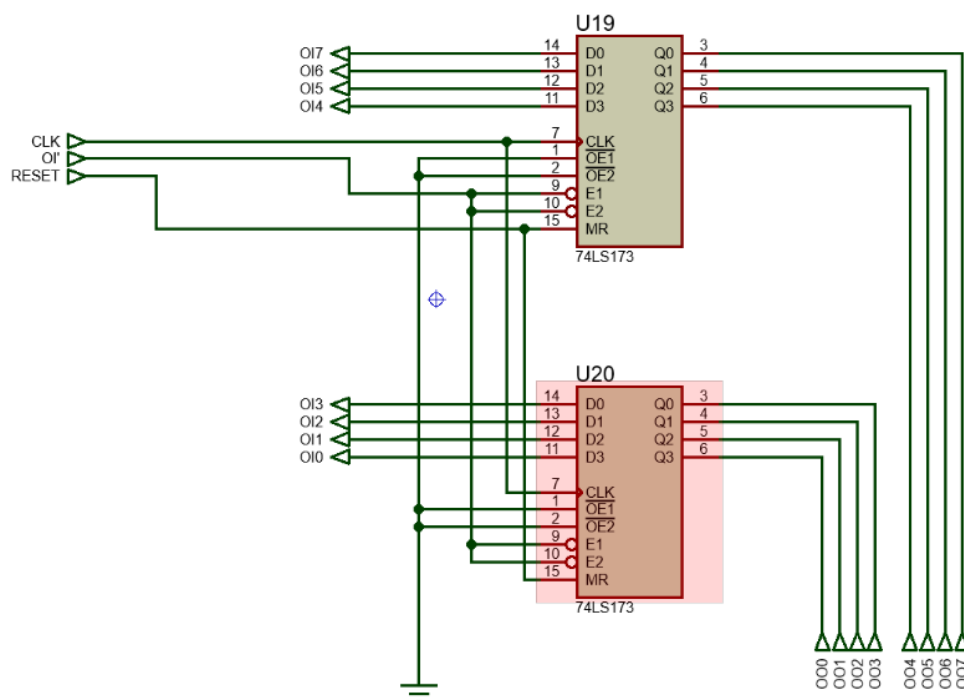 U19
OI7
OI6
OI5
OI4
CLK
OI'
RESET
14 D0 Q0 3
13 D1 Q1 4
12 D2 Q2 5
11 D3 Q3 6
7 CLK
1 OE1
2 OE2
9 E1
10 E2
15 MR
74LS173
U20
OI3
OI2
OI1
OI0
14 D0 Q0 3
13 D1 Q1 4
12 D2 Q2 5
11 D3 Q3 6
7 CLK
1 OE1
2 OE2
9 E1
10 E2
15 MR
74LS173
OO0
OO1
OO2
OO3
OO4
OO5
OO6
OO7